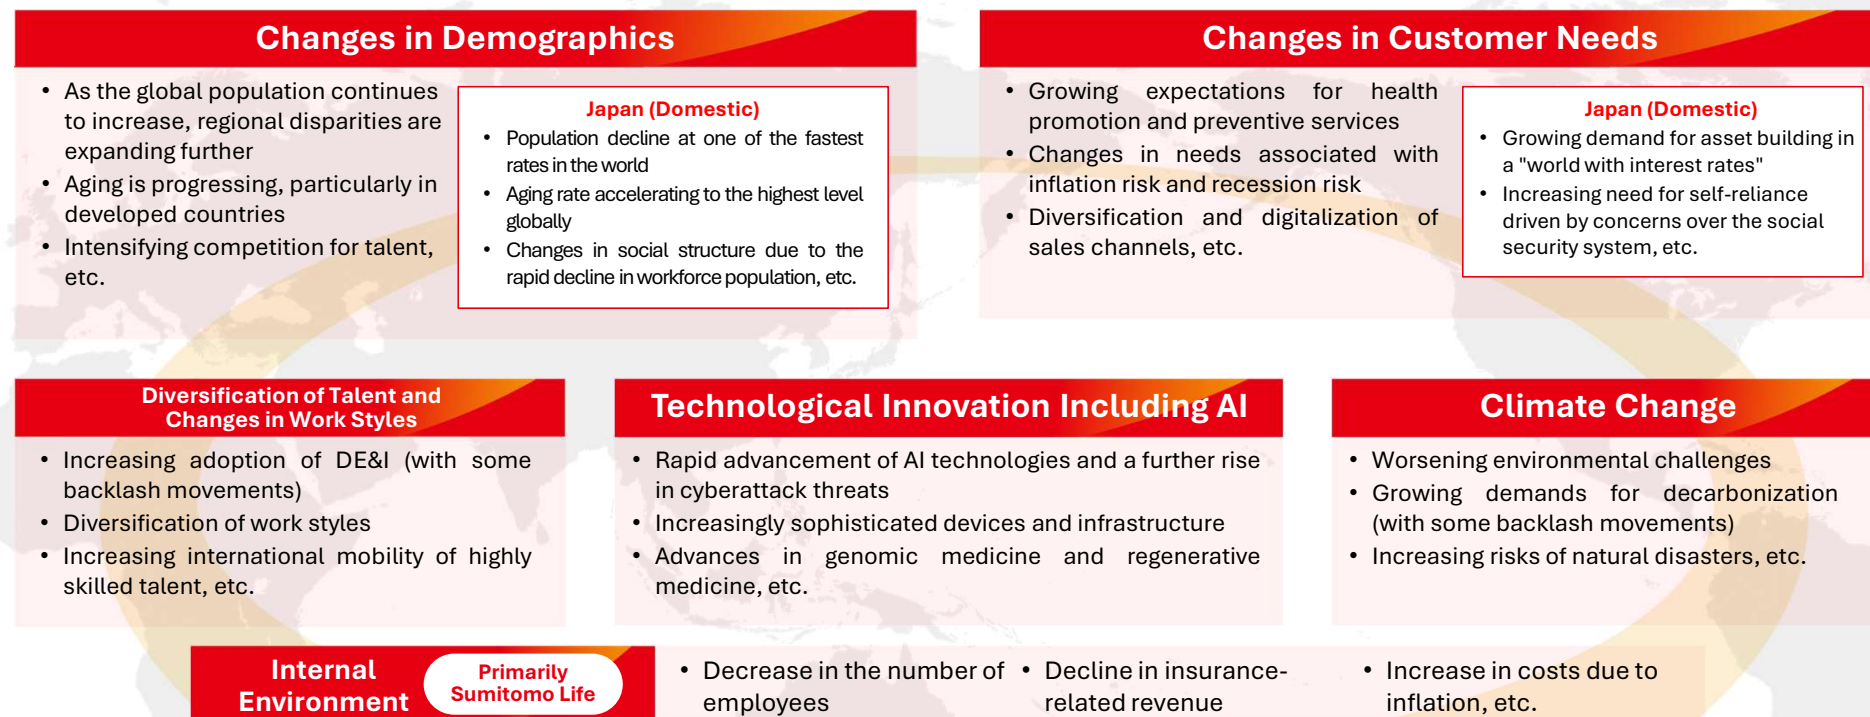 Changes in Demographics
• As the global population continues
to increase, regional disparities are
expanding further
• Aging is progressing, particularly in
developed countries
• Intensifying competition for talent,
etc.
Japan (Domestic)
• Population decline at one of the fastest
rates in the world
• Aging rate accelerating to the highest level
globally
• Changes in social structure due to the
rapid decline in workforce population, etc.
Changes in Customer Needs
• Growing expectations for health
promotion and preventive services
• Changes in needs associated with
inflation risk and recession risk
• Diversification and digitalization of
sales channels, etc.
Japan (Domestic)
• Growing demand for asset building in
a "world with interest rates"
• Increasing need for self-reliance
driven by concerns over the social
security system, etc.
Diversification of Talent and
Changes in Work Styles
• Increasing adoption of DE&I (with some
backlash movements)
• Diversification of work styles
• Increasing international mobility of highly
skilled talent, etc.
Technological Innovation Including AI
• Rapid advancement of AI technologies and a further rise
in cyberattack threats
• Increasingly sophisticated devices and infrastructure
• Advances in genomic medicine and regenerative
medicine, etc.
Climate Change
• Worsening environmental challenges
• Growing demands for decarbonization
(with some backlash movements)
• Increasing risks of natural disasters, etc.
Internal
Environment
Primarily
Sumitomo Life
• Decrease in the number of
employees
• Decline in insurance-
related revenue
• Increase in costs due to
inflation, etc.